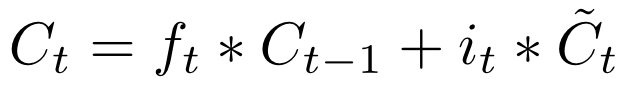 $C_t = f_t * C_{t-1} + i_t * \tilde{C}_t$